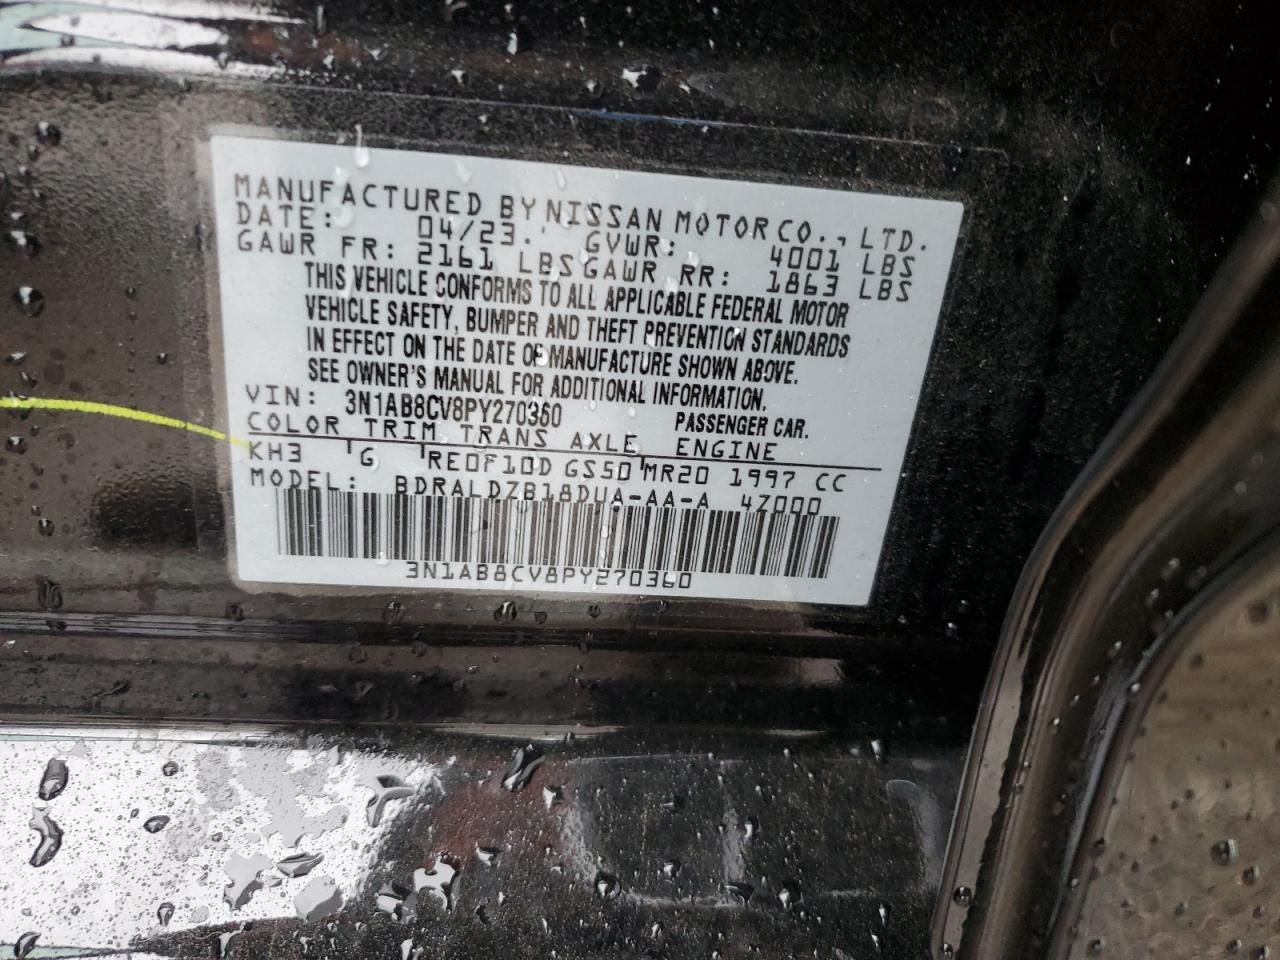 MANUFACTURED BY NISSAN MOTOR CO., LTD.
DATE: 04/23. GVWR: 4001 LBS
GAWR FR: 2161 LBS GAWR RR: 1863 LBS
THIS VEHICLE CONFORMS TO ALL APPLICABLE FEDERAL MOTOR
VEHICLE SAFETY, BUMPER AND THEFT PREVENTION STANDARDS
IN EFFECT ON THE DATE OF MANUFACTURE SHOWN ABOVE.
SEE OWNER'S MANUAL FOR ADDITIONAL INFORMATION.
VIN: 3N1AB8CV8PY270360 PASSENGER CAR.
COLOR TRIM TRANS AXLE ENGINE
KH3 G RE0F10D GS50 MR20 1997 CC
MODEL: BDRALDZB18DUA-AA-A 4Z000
3N1AB8CV8PY270360